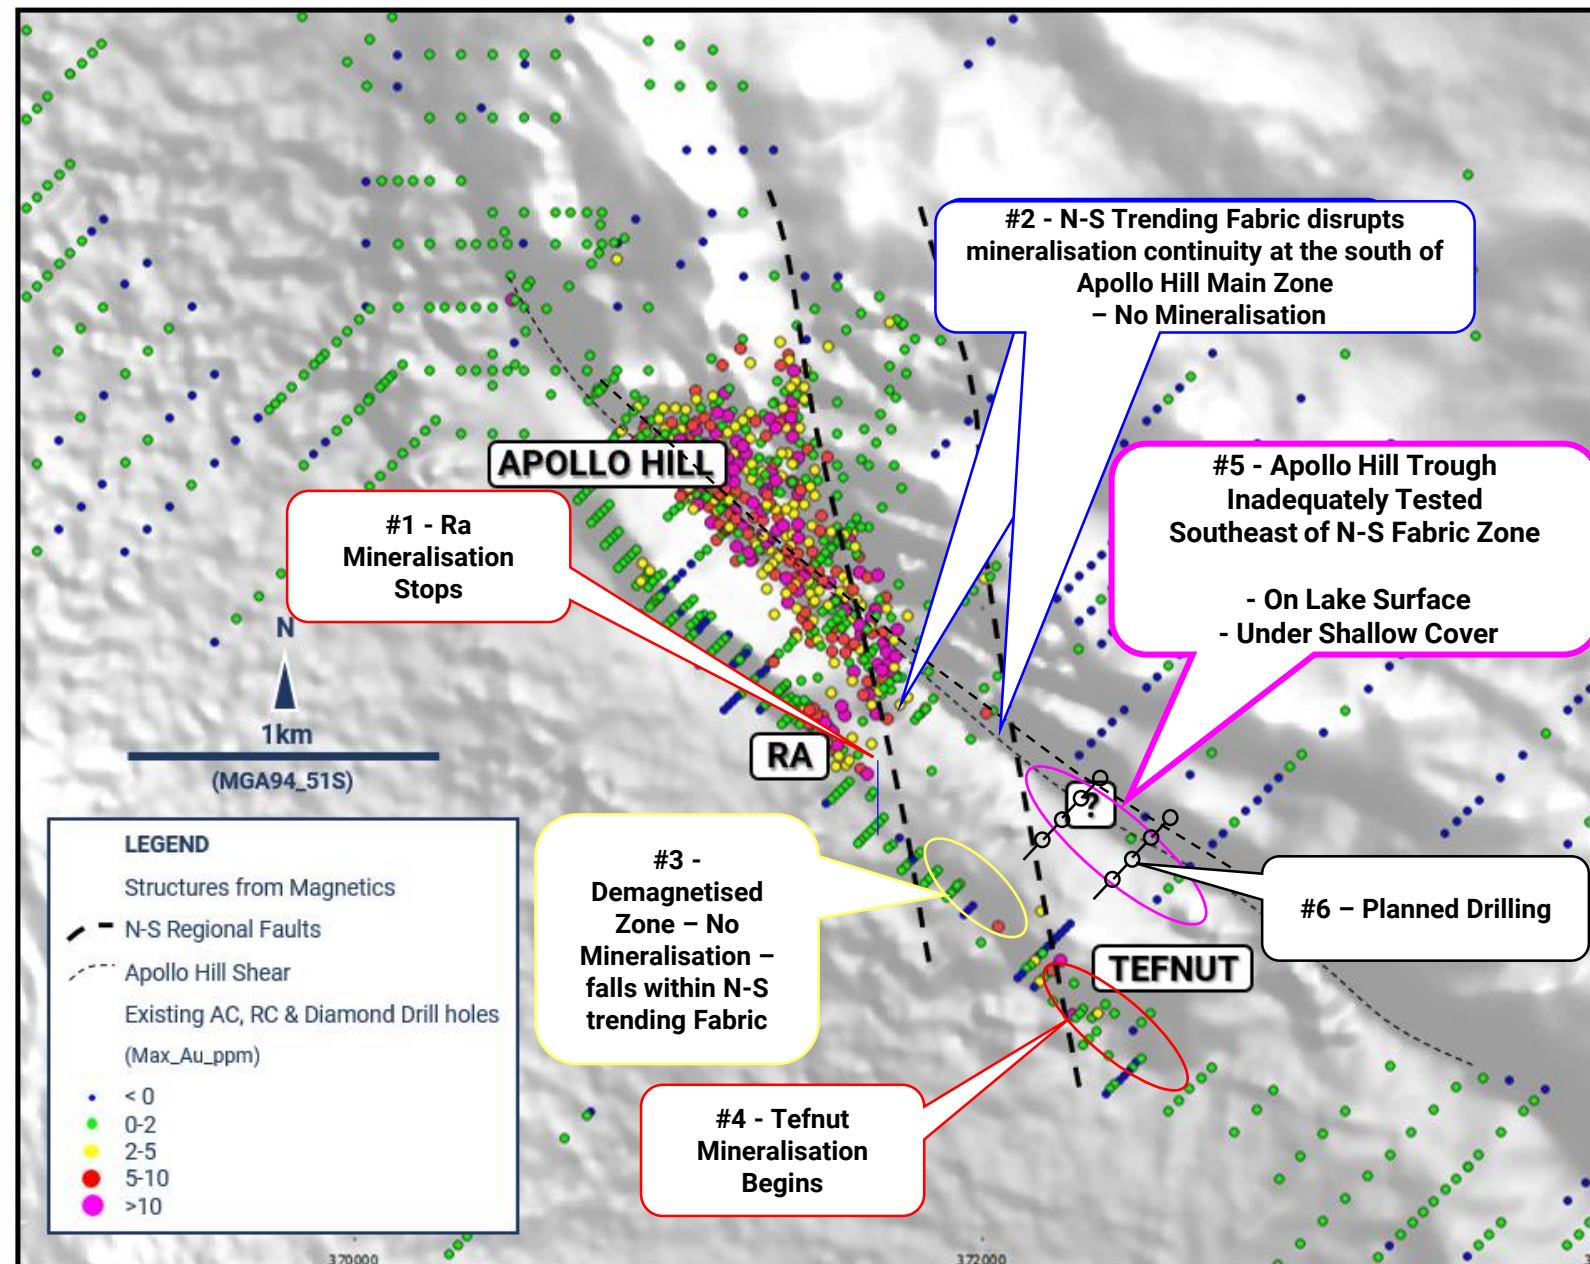 #2 - N-S Trending Fabric disrupts
mineralisation continuity at the south of
Apollo Hill Main Zone
– No Mineralisation
APOLLO HILL
#5 - Apollo Hill Trough
Inadequately Tested
Southeast of N-S Fabric Zone
- On Lake Surface
- Under Shallow Cover
#1 - Ra
Mineralisation
Stops
N
1km
(MGA94_51S)
RA
?
#3 -
Demagnetised
Zone – No
Mineralisation –
falls within N-S
trending Fabric
#6 – Planned Drilling
TEFNUT
#4 - Tefnut
Mineralisation
Begins
LEGEND
Structures from Magnetics
N-S Regional Faults
Apollo Hill Shear
Existing AC, RC & Diamond Drill holes
(Max_Au_ppm)
< 0
0-2
2-5
5-10
>10
370000
372000